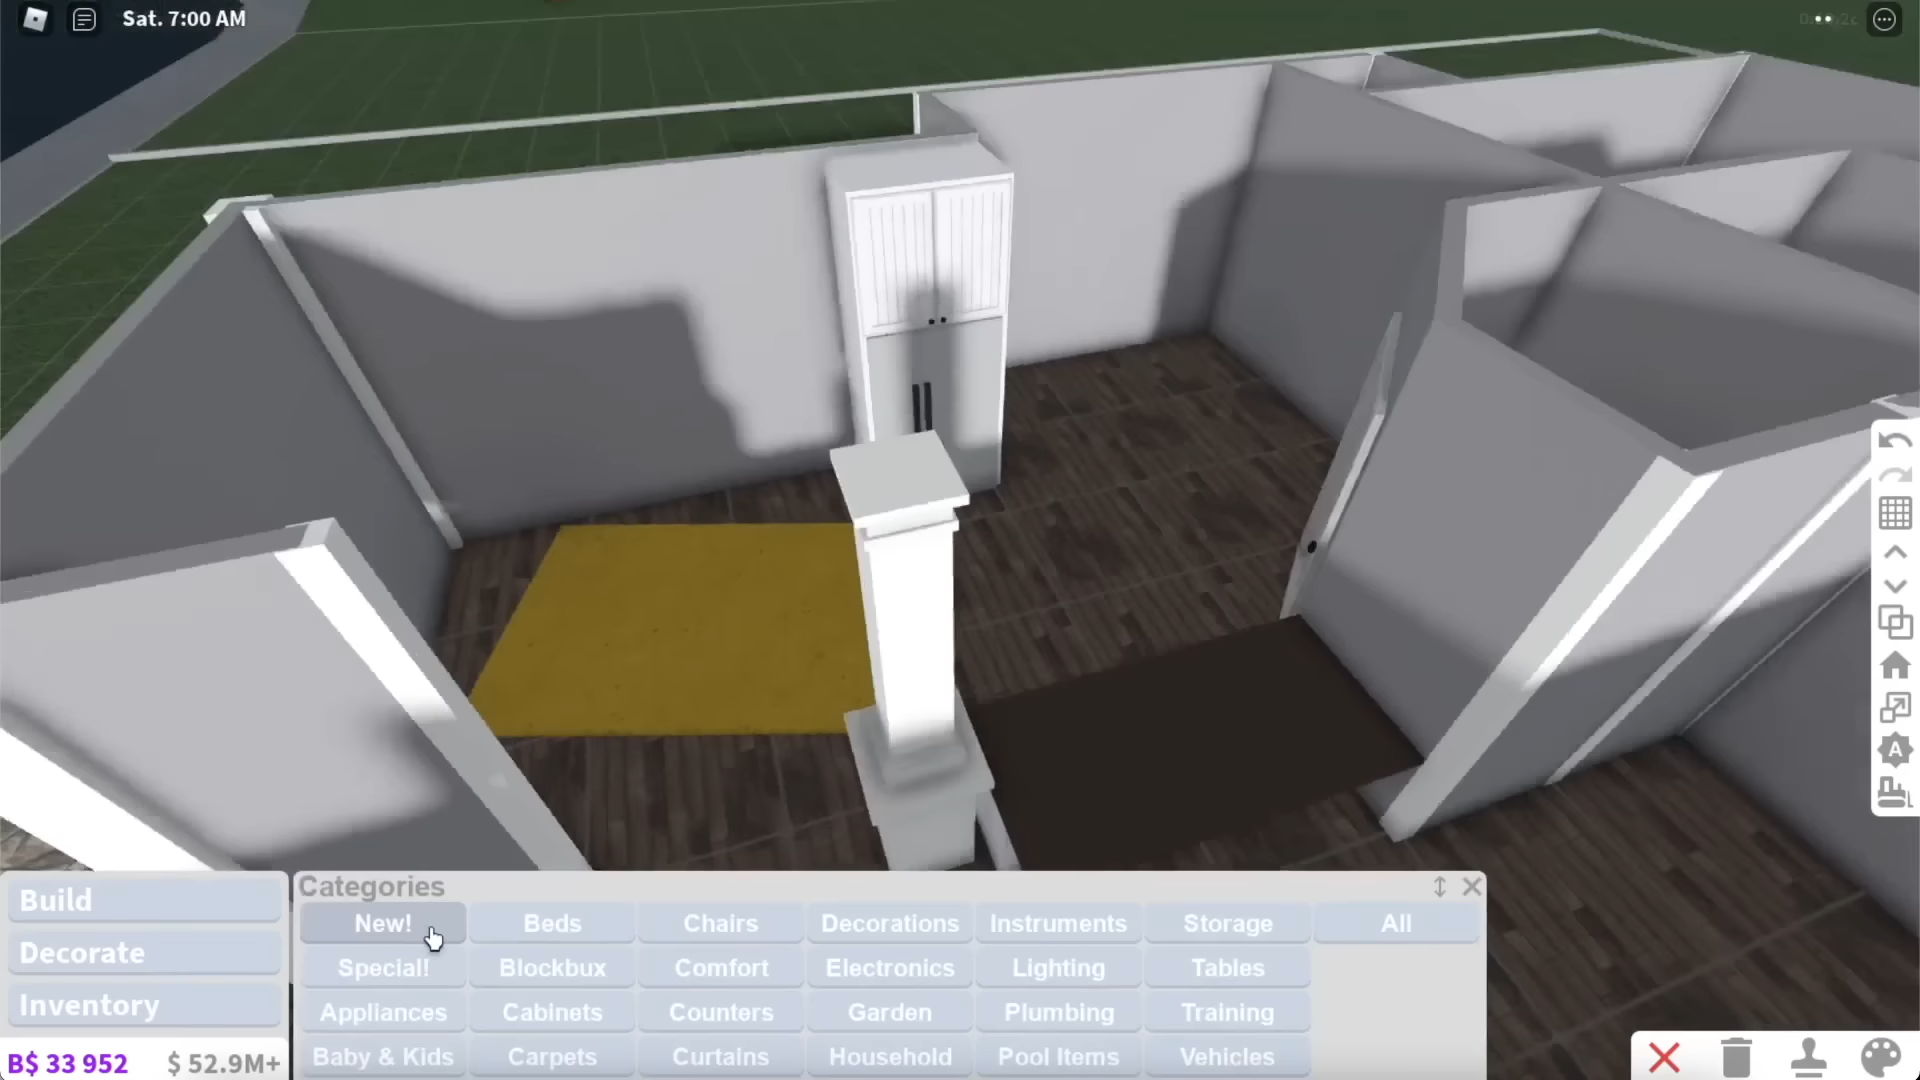 Sat. 7:00 AM
Build
Decorate
Inventory
B$ 33 952 $ 52.9M+
Categories
New! Beds Chairs Decorations Instruments Storage All
Special! Blockbux Comfort Electronics Lighting Tables
Appliances Cabinets Counters Garden Plumbing Training
Baby & Kids Carpets Curtains Household Pool Items Vehicles
A